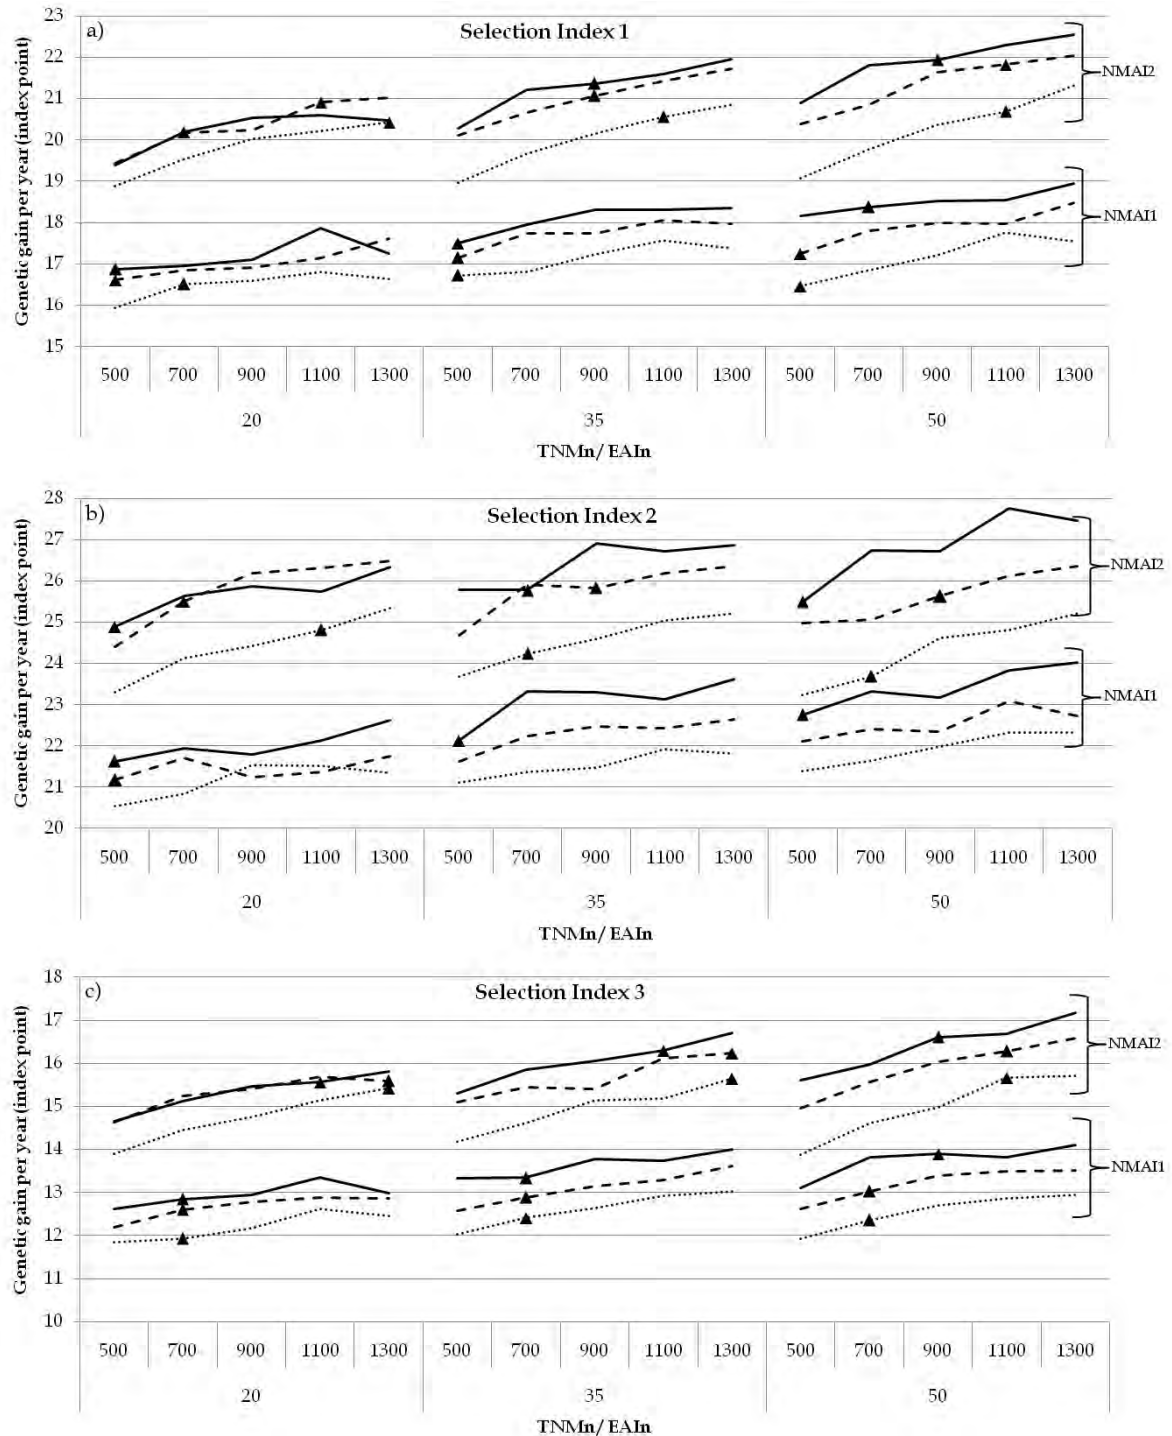 a)
Selection Index 1
Genetic gain per year (index point)
23
22
21
20
19
18
17
16
15
NMAI2
NMAI1
500 700 900 1100 1300 500 700 900 1100 1300 500 700 900 1100 1300
20 35 50
TNMn/ EAIn
b)
Selection Index 2
Genetic gain per year (index point)
28
27
26
25
24
23
22
21
20
NMAI2
NMAI1
500 700 900 1100 1300 500 700 900 1100 1300 500 700 900 1100 1300
20 35 50
TNMn/ EAIn
c)
Selection Index 3
Genetic gain per year (index point)
18
17
16
15
14
13
12
11
10
NMAI2
NMAI1
500 700 900 1100 1300 500 700 900 1100 1300 500 700 900 1100 1300
20 35 50
TNMn/ EAIn